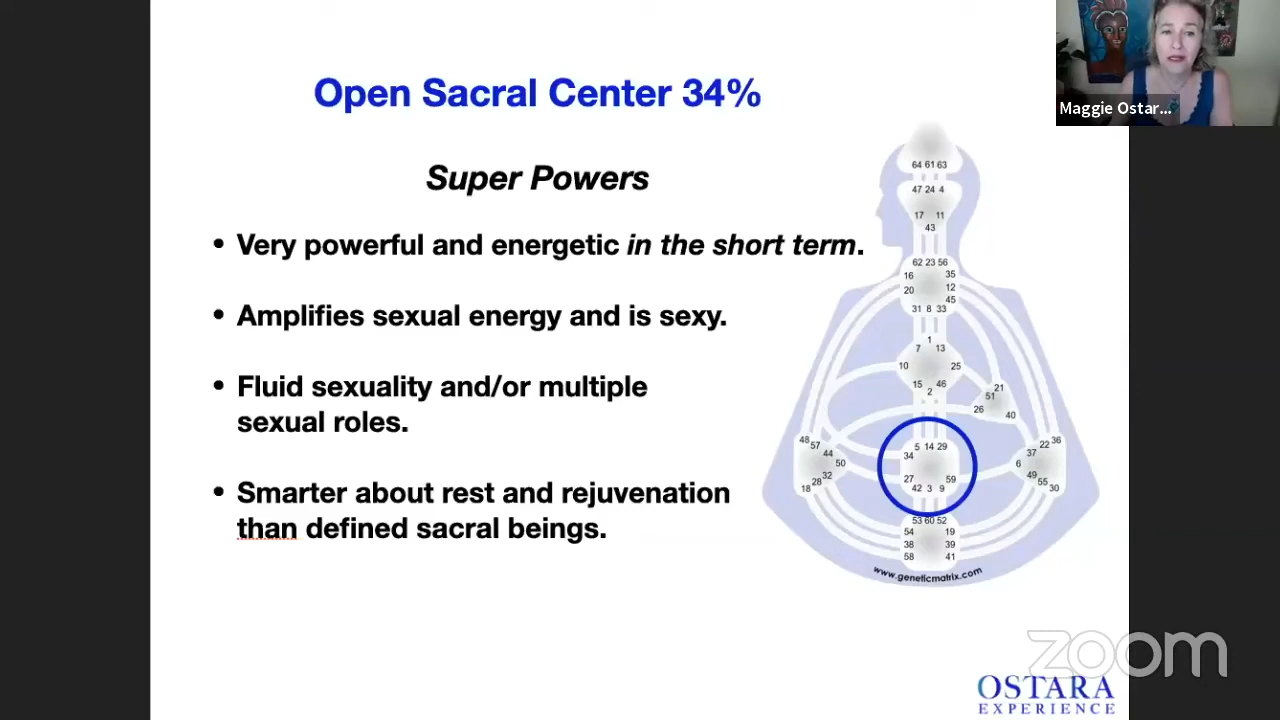 Open Sacral Center 34%
Maggie Ostar...
Super Powers
• Very powerful and energetic in the short term.
• Amplifies sexual energy and is sexy.
• Fluid sexuality and/or multiple
sexual roles.
• Smarter about rest and rejuvenation
than defined sacral beings.
64 61 63
47 24 4
17 11
43
62 23 56
16 35
20 12
45
31 8 33
1
7 13
10 25
15 46
2
21
51
26 40
48 57 44 50 32 28 18
5 14 29
34
27 59
42 3 9
36 22 37 6 49 55 30
53 60 52
54 19
38 39
58 41
www.geneticmatrix.com
zoom
OSTARA
EXPERIENCE